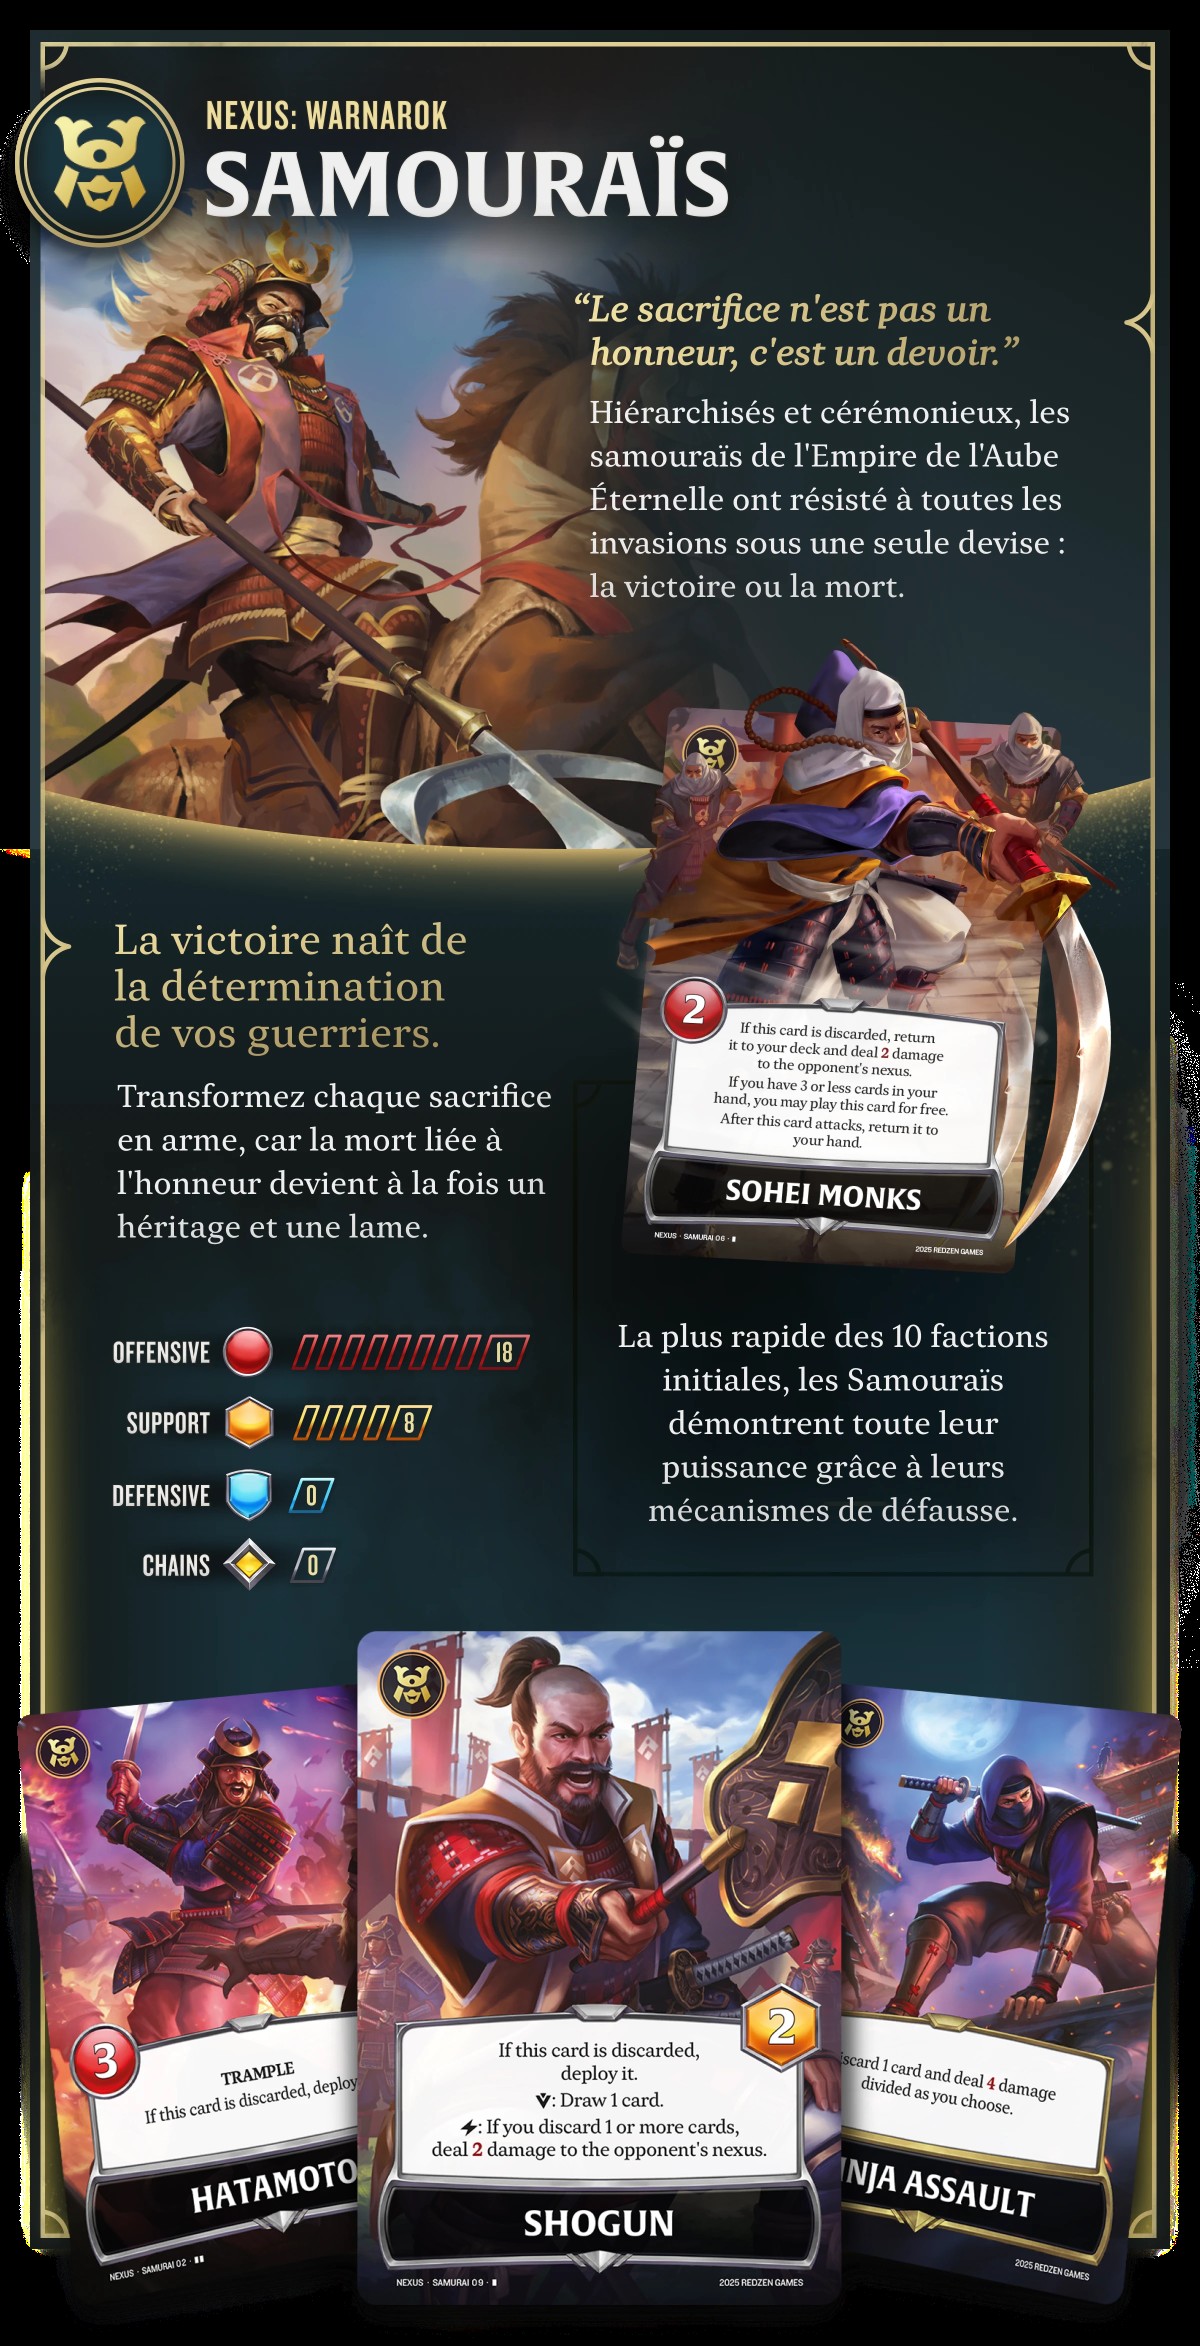 NEXUS: WARNAROK
SAMOURAÏS
“Le sacrifice n'est pas un
honneur, c'est un devoir.”
Hiérarchisés et cérémonieux, les
samouraïs de l'Empire de l'Aube
Éternelle ont résisté à toutes les
invasions sous une seule devise :
la victoire ou la mort.
La victoire naît de
la détermination
de vos guerriers.
Transformez chaque sacrifice
en arme, car la mort liée à
l'honneur devient à la fois un
héritage et une lame.
2
If this card is discarded, return
it to your deck and deal 2 damage
to the opponent's nexus.
If you have 3 or less cards in your
hand, you may play this card for free.
After this card attacks, return it to
your hand.
SOHEI MONKS
NEXUS · SAMURAI 06 ·
2025 REDZEN GAMES
OFFENSIVE 18
SUPPORT 8
DEFENSIVE 0
CHAINS 0
La plus rapide des 10 factions
initiales, les Samouraïs
démontrent toute leur
puissance grâce à leurs
mécanismes de défausse.
3
TRAMPLE
If this card is discarded, deploy
HATAMOTO
NEXUS · SAMURAI 02 ·
2
If this card is discarded,
deploy it.
: Draw 1 card.
: If you discard 1 or more cards,
deal 2 damage to the opponent's nexus.
SHOGUN
NEXUS · SAMURAI 09 ·
2025 REDZEN GAMES
iscard 1 card and deal 4 damage
divided as you choose.
INJA ASSAULT
2025 REDZEN GAMES